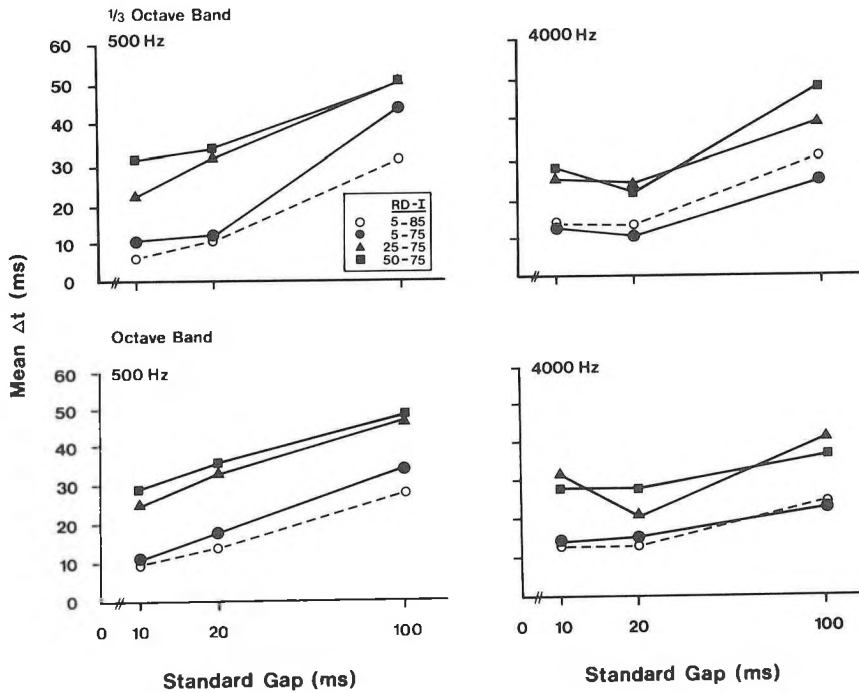 1/3 Octave Band
500 Hz
4000 Hz
60
50
40
30
20
10
0
RD-I
5-85
5-75
25-75
50-75
Mean Δt (ms)
Octave Band
500 Hz
4000 Hz
60
50
40
30
20
10
0
0 10 20 100
0 10 20 100
Standard Gap (ms)
Standard Gap (ms)